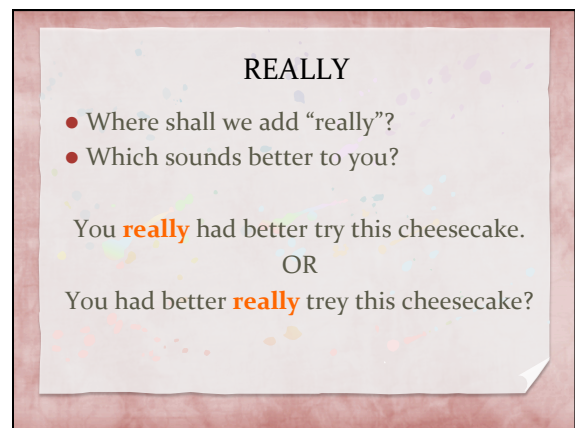 REALLY
• Where shall we add “really”?
• Which sounds better to you?
You really had better try this cheesecake.
OR
You had better really trey this cheesecake?